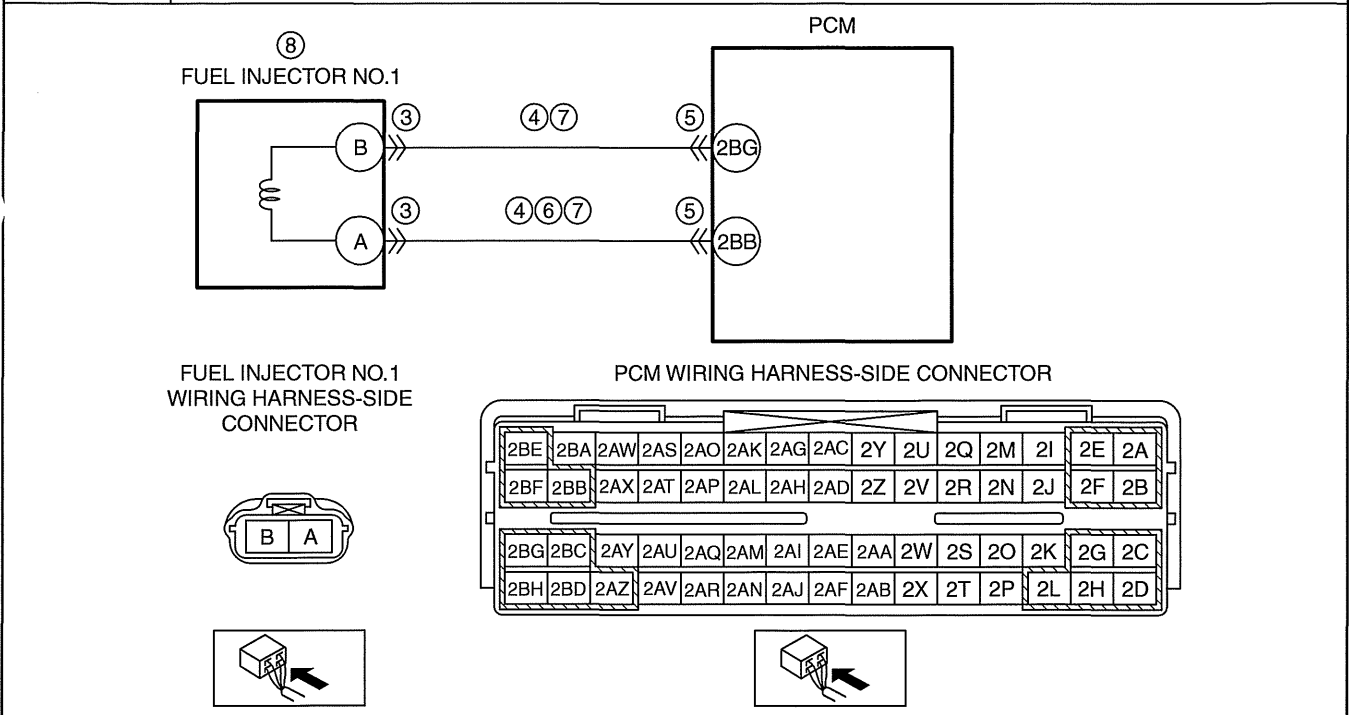 PCM
⑧
FUEL INJECTOR NO.1
③ ④⑦ ⑤
B 2BG
③ ④⑥⑦ ⑤
A 2BB
FUEL INJECTOR NO.1
WIRING HARNESS-SIDE
CONNECTOR
B A
PCM WIRING HARNESS-SIDE CONNECTOR
2BE 2BA 2AW 2AS 2AO 2AK 2AG 2AC 2Y 2U 2Q 2M 2I 2E 2A
2BF 2BB 2AX 2AT 2AP 2AL 2AH 2AD 2Z 2V 2R 2N 2J 2F 2B
2BG 2BC 2AY 2AU 2AQ 2AM 2AI 2AE 2AA 2W 2S 2O 2K 2G 2C
2BH 2BD 2AZ 2AV 2AR 2AN 2AJ 2AF 2AB 2X 2T 2P 2L 2H 2D